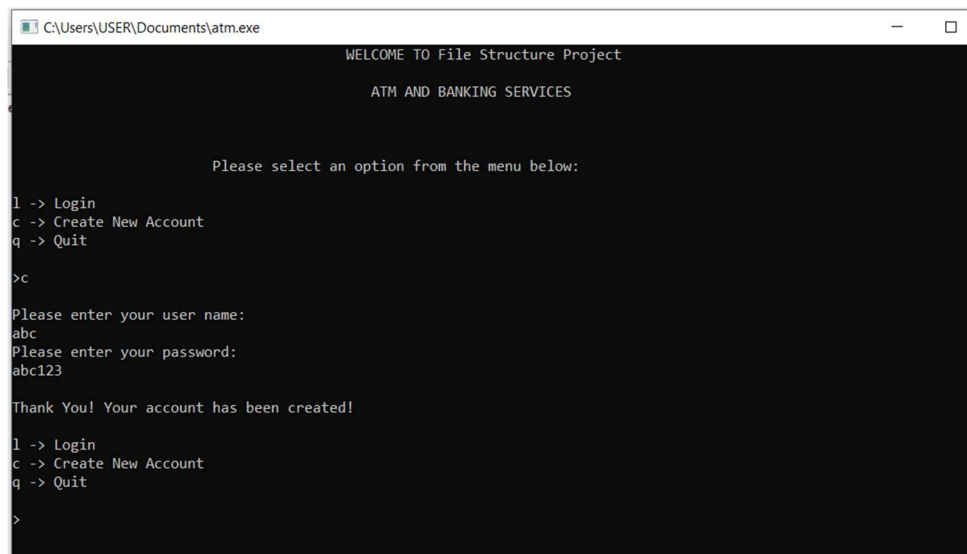 C:\Users\USER\Documents\atm.exe
WELCOME TO File Structure Project
ATM AND BANKING SERVICES
Please select an option from the menu below:
l -> Login
c -> Create New Account
q -> Quit
>c
Please enter your user name:
abc
Please enter your password:
abc123
Thank You! Your account has been created!
l -> Login
c -> Create New Account
q -> Quit
>